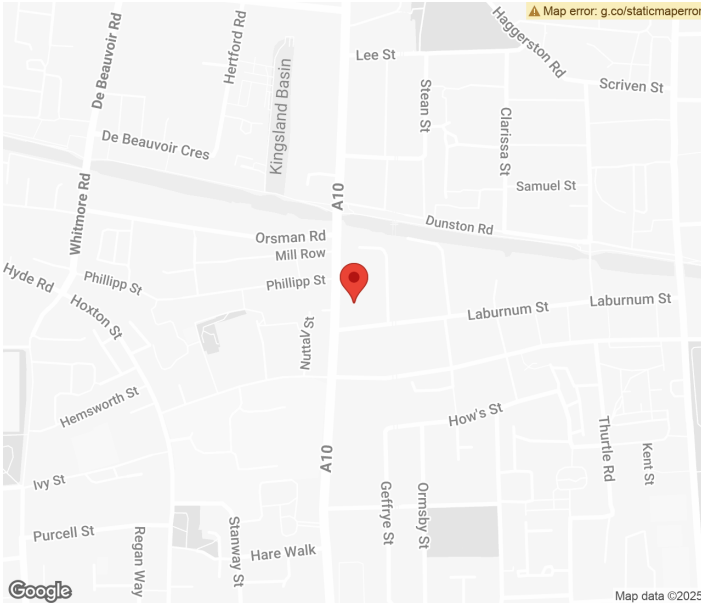 Map error: g.co/staticmaperror
De Beauvoir Rd
Hertford Rd
Kingsland Basin
Lee St
Haggerston Rd
Scriven St
Stean St
Clarissa St
De Beauvoir Cres
Samuel St
Whitmore Rd
A10
Dunston Rd
Orsman Rd
Mill Row
Hyde Rd
Phillipp St
Phillipp St
Hoxton St
Laburnum St
Laburnum St
Nuttall St
Hemsworth St
How's St
Thurtle Rd
Kent St
A10
Ivy St
Geffrye St
Ormsby St
Purcell St
Regan Way
Stanway St
Hare Walk
Google
Map data ©2025